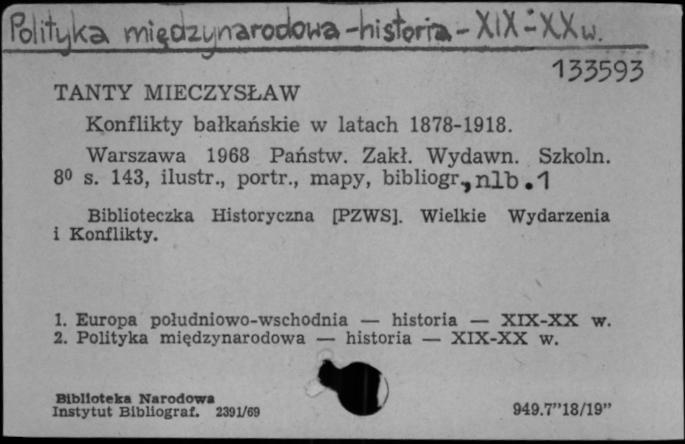 Polityka międzynarodowa - historia - XIX - XX w.
133593
TANTY MIECZYSŁAW
Konflikty bałkańskie w latach 1878-1918.
Warszawa 1968 Państw. Zakł. Wydawn. Szkoln.
8⁰ s. 143, ilustr., portr., mapy, bibliogr., nlb. 1
Biblioteczka Historyczna [PZWS]. Wielkie Wydarzenia
i Konflikty.
1. Europa południowo-wschodnia — historia — XIX-XX w.
2. Polityka międzynarodowa — historia — XIX-XX w.
Biblioteka Narodowa
Instytut Bibliograf. 2391/69
949.7"18/19"